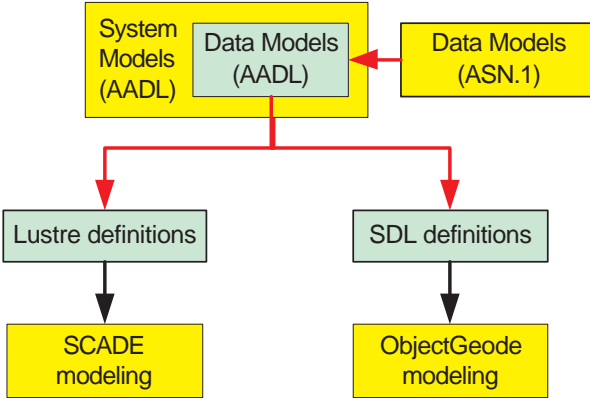 System
Models
(AADL)
Data Models
(AADL)
Data Models
(ASN.1)
Lustre definitions
SDL definitions
SCADE
modeling
ObjectGeode
modeling